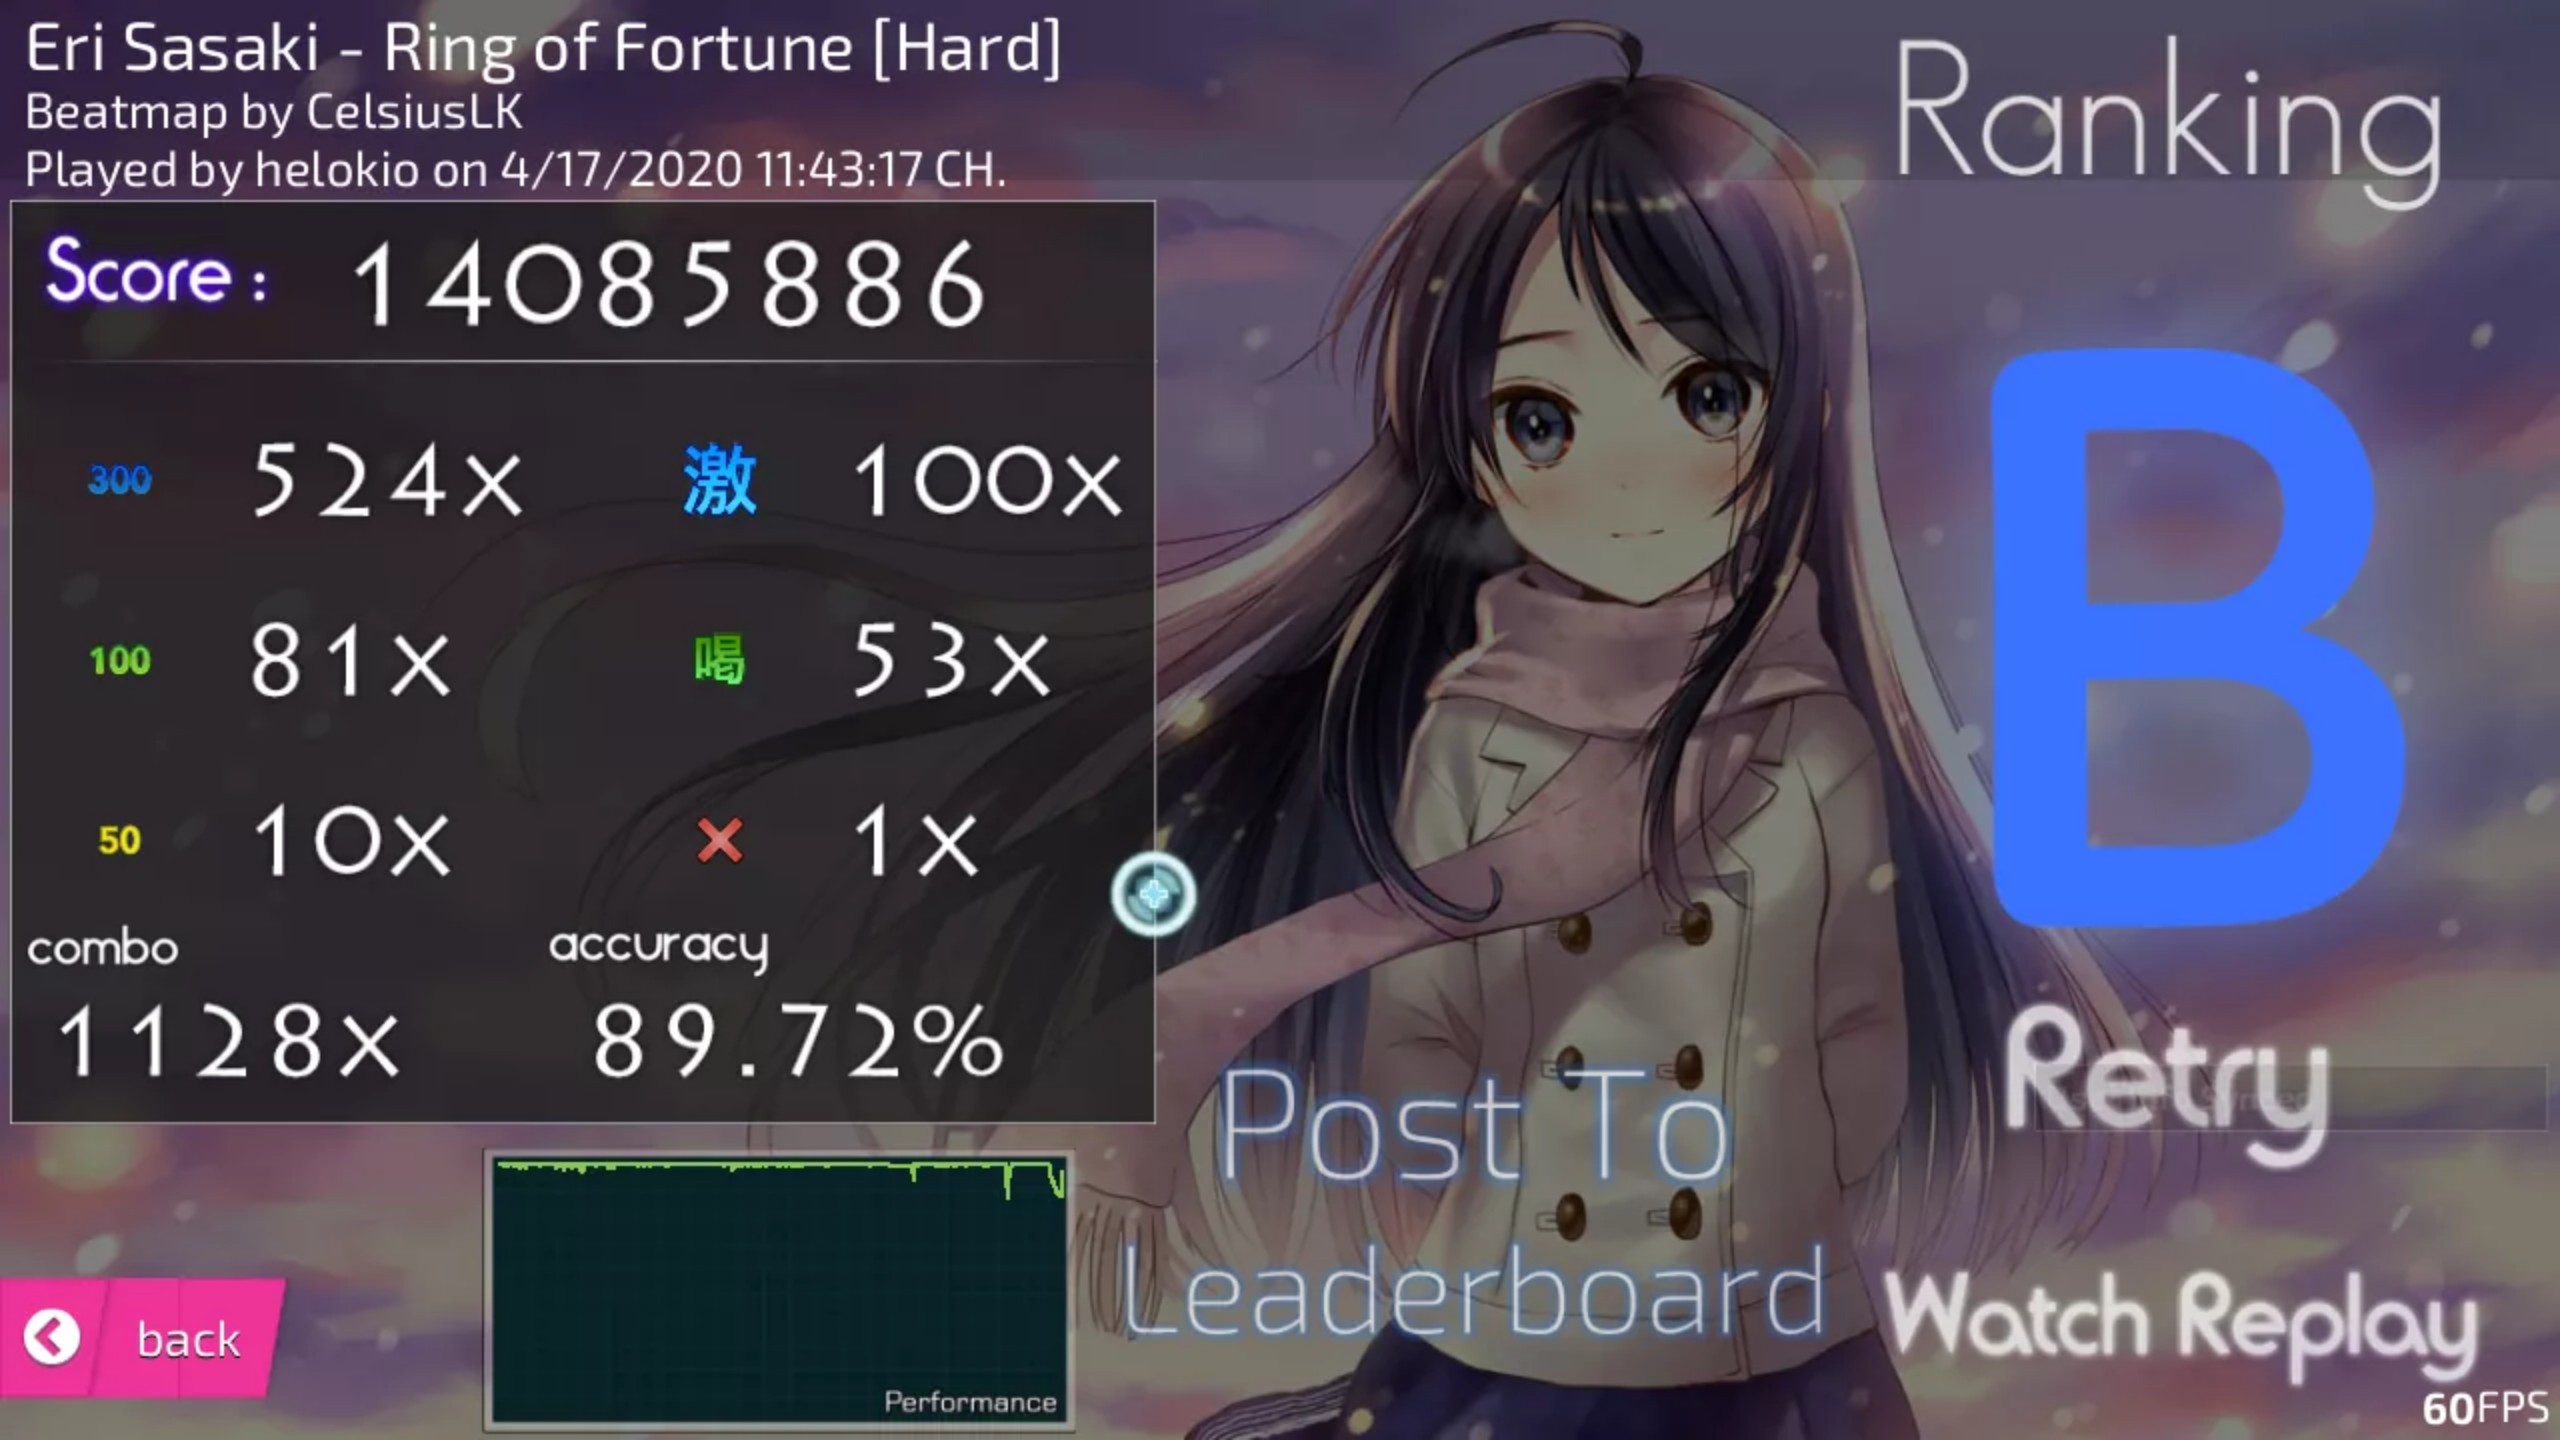 Eri Sasaki - Ring of Fortune [Hard]
Beatmap by CelsiusLK
Played by helokio on 4/17/2020 11:43:17 CH.
Ranking
Score : 14085886
300 524x 激 100x
100 81x 喝 53x
50 10x 1x
combo accuracy
1128x 89.72%
B
Retry
Post To
Leaderboard
Watch Replay
back
Performance
60FPS